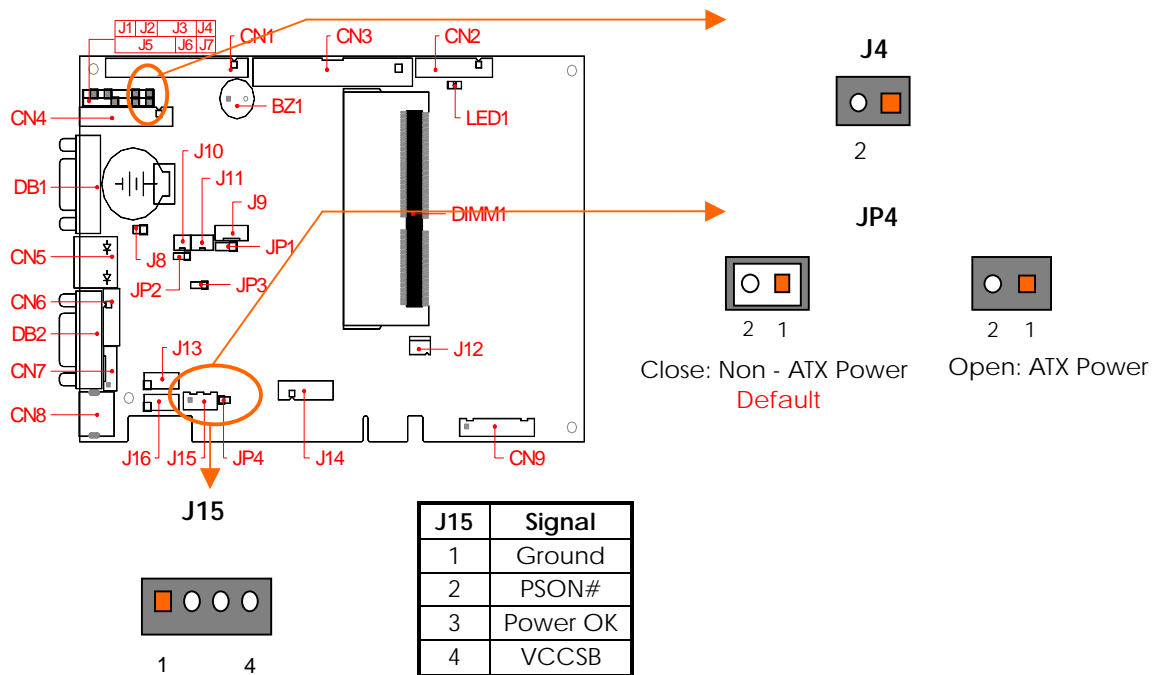 J1 J2 J3 J4
J5 J6 J7
CN1
CN3
CN2
J4
BZ1
LED1
CN4
2
J10
J11
DB1
J9
DIMM1
JP4
CN5
J8
JP1
JP2
JP3
CN6
DB2
2 1
2 1
J13
J12
CN7
Close: Non - ATX Power
Open: ATX Power
Default
CN8
J16
J15
JP4
J14
CN9
J15
J15 Signal
1 Ground
2 PSON#
3 Power OK
4 VCCSB
1 4